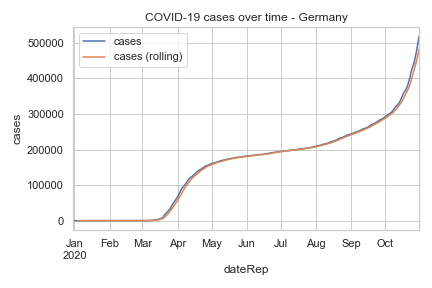 COVID-19 cases over time - Germany
cases
cases (rolling)
500000
400000
300000
200000
100000
0
cases
Jan Feb Mar Apr May Jun Jul Aug Sep Oct
2020
dateRep